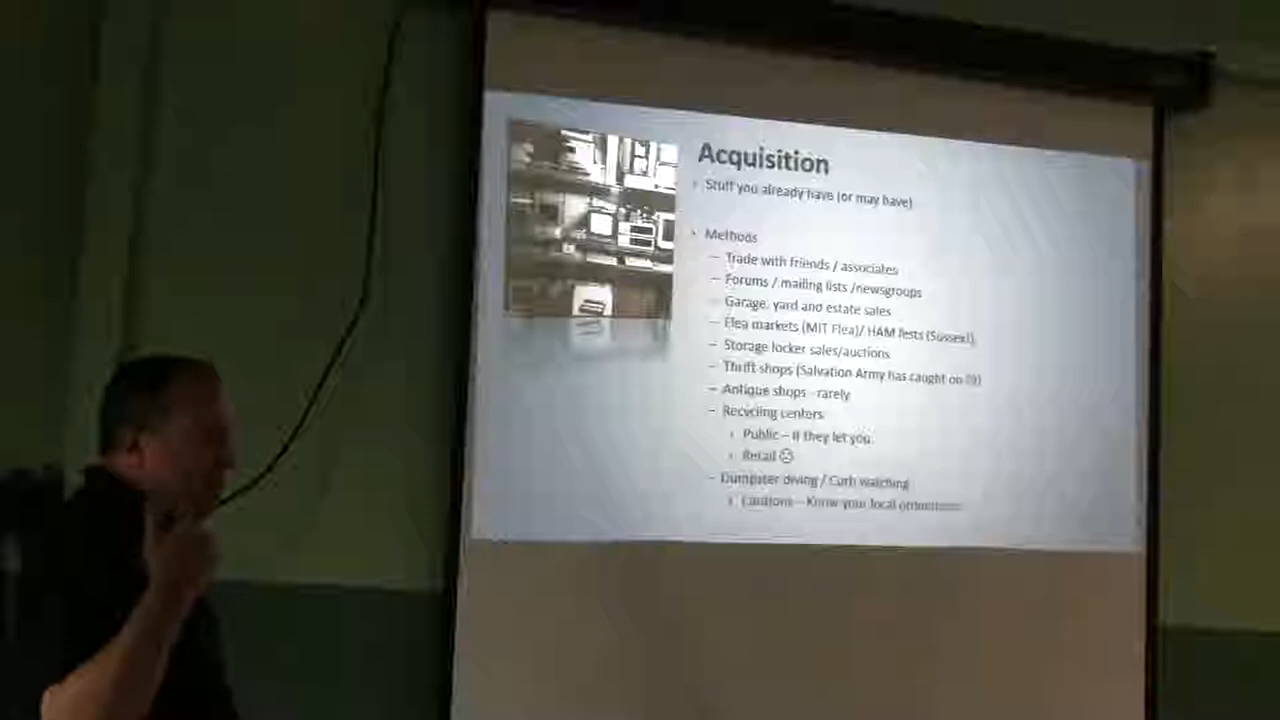 Acquisition
• Stuff you already have (or may have)
• Methods
– Trade with friends / associates
– Forums / mailing lists /newsgroups
– Garage, yard and estate sales
– Flea markets (MIT Flea)/ HAM fests (Sussex!)
– Storage locker sales/auctions
– Thrift shops (Salvation Army has caught on ☹)
– Antique shops - rarely
– Recycling centers
• Public – if they let you
• Retail ☹
– Dumpster diving / Curb watching
• Cautions – Know your local ordinances